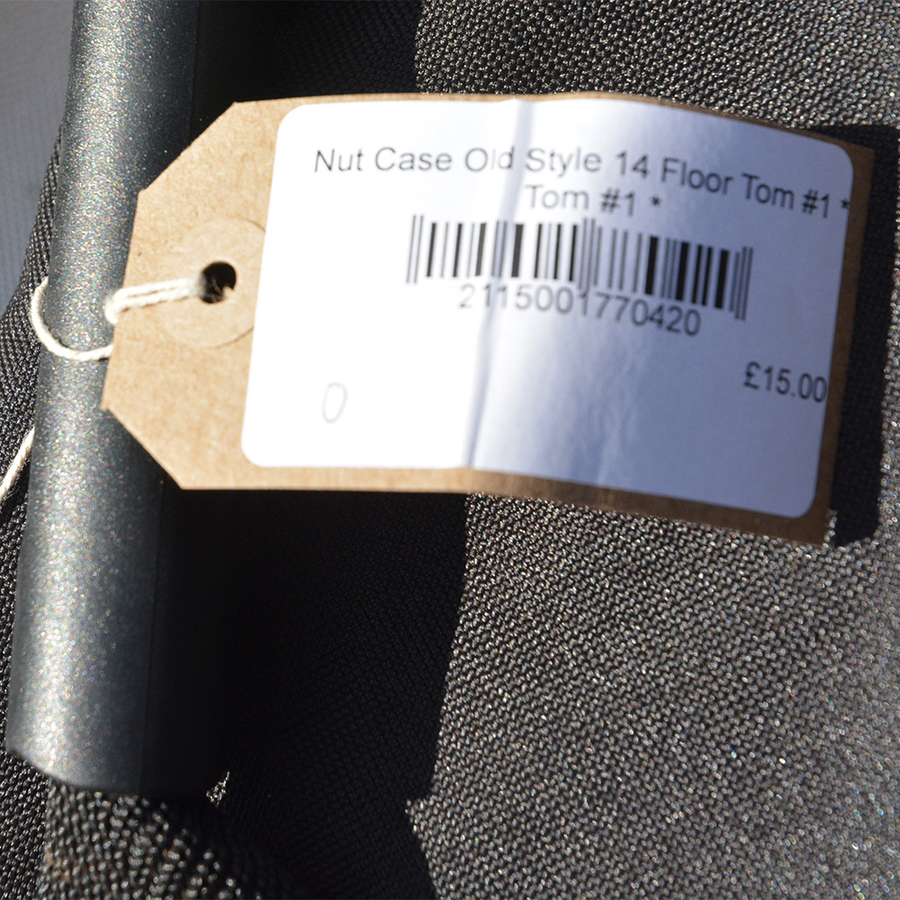 Nut Case Old Style 14 Floor Tom #1 *
Tom #1 *
2115001770420
£15.00
0